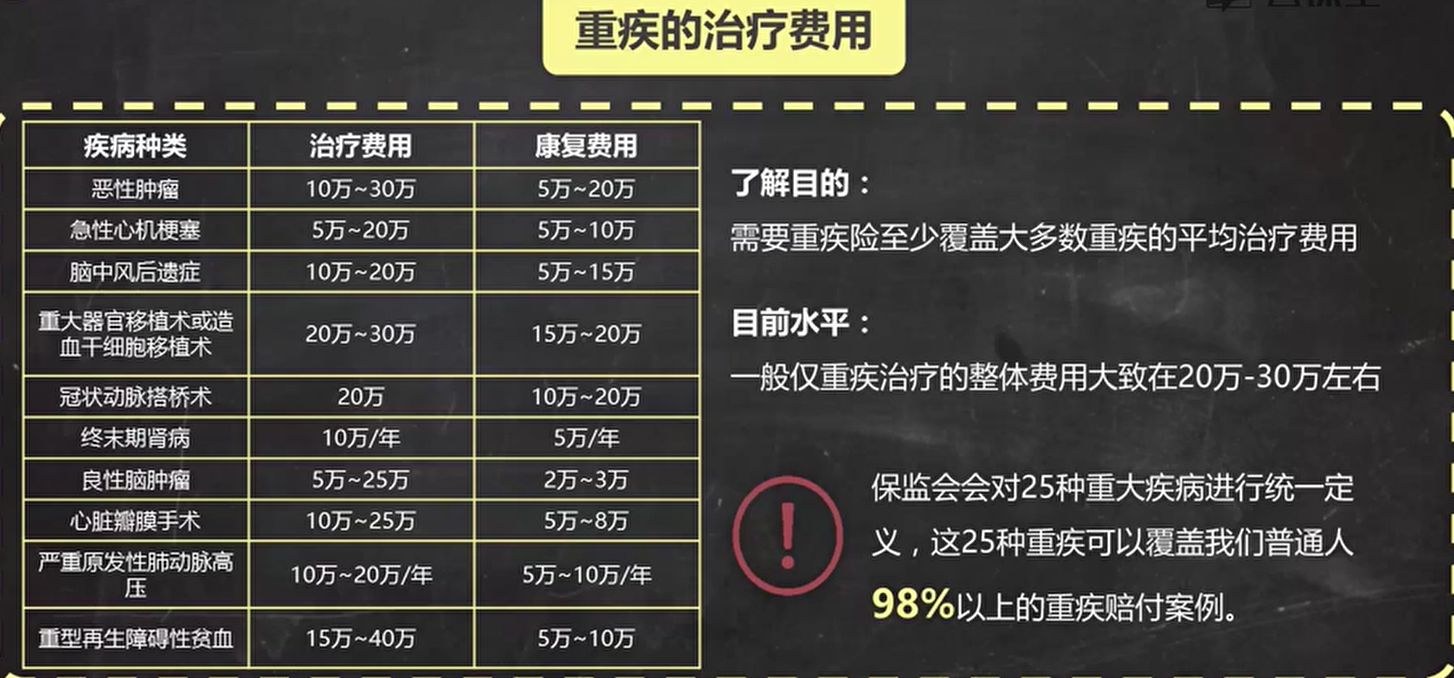 重疾的治疗费用
疾病种类 治疗费用 康复费用
恶性肿瘤 10万~30万 5万~20万
急性心机梗塞 5万~20万 5万~10万
脑中风后遗症 10万~20万 5万~15万
重大器官移植术或造
血干细胞移植术 20万~30万 15万~20万
冠状动脉搭桥术 20万 10万~20万
终末期肾病 10万/年 5万/年
良性脑肿瘤 5万~25万 2万~3万
心脏瓣膜手术 10万~25万 5万~8万
严重原发性肺动脉高
压 10万~20万/年 5万~10万/年
重型再生障碍性贫血 15万~40万 5万~10万
了解目的：
需要重疾险至少覆盖大多数重疾的平均治疗费用
目前水平：
一般仅重疾治疗的整体费用大致在20万-30万左右
保监会会对25种重大疾病进行统一定
义，这25种重疾可以覆盖我们普通人
98%以上的重疾赔付案例。